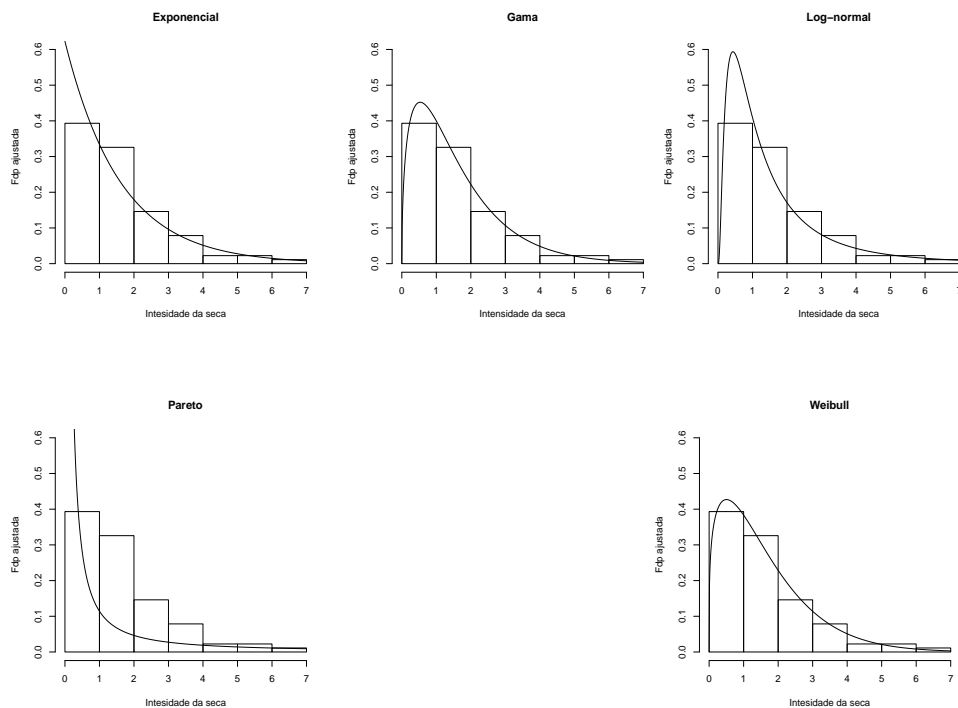 Exponencial
Fdp ajustada
0.0 0.1 0.2 0.3 0.4 0.5 0.6
0 1 2 3 4 5 6 7
Intesidade da seca
Gama
Fdp ajustada
0.0 0.1 0.2 0.3 0.4 0.5 0.6
0 1 2 3 4 5 6 7
Intensidade da seca
Log−normal
Fdp ajustada
0.0 0.1 0.2 0.3 0.4 0.5 0.6
0 1 2 3 4 5 6 7
Intesidade da seca
Pareto
Fdp ajustada
0.0 0.1 0.2 0.3 0.4 0.5 0.6
0 1 2 3 4 5 6 7
Intesidade da seca
Weibull
Fdp ajustada
0.0 0.1 0.2 0.3 0.4 0.5 0.6
0 1 2 3 4 5 6 7
Intesidade da seca